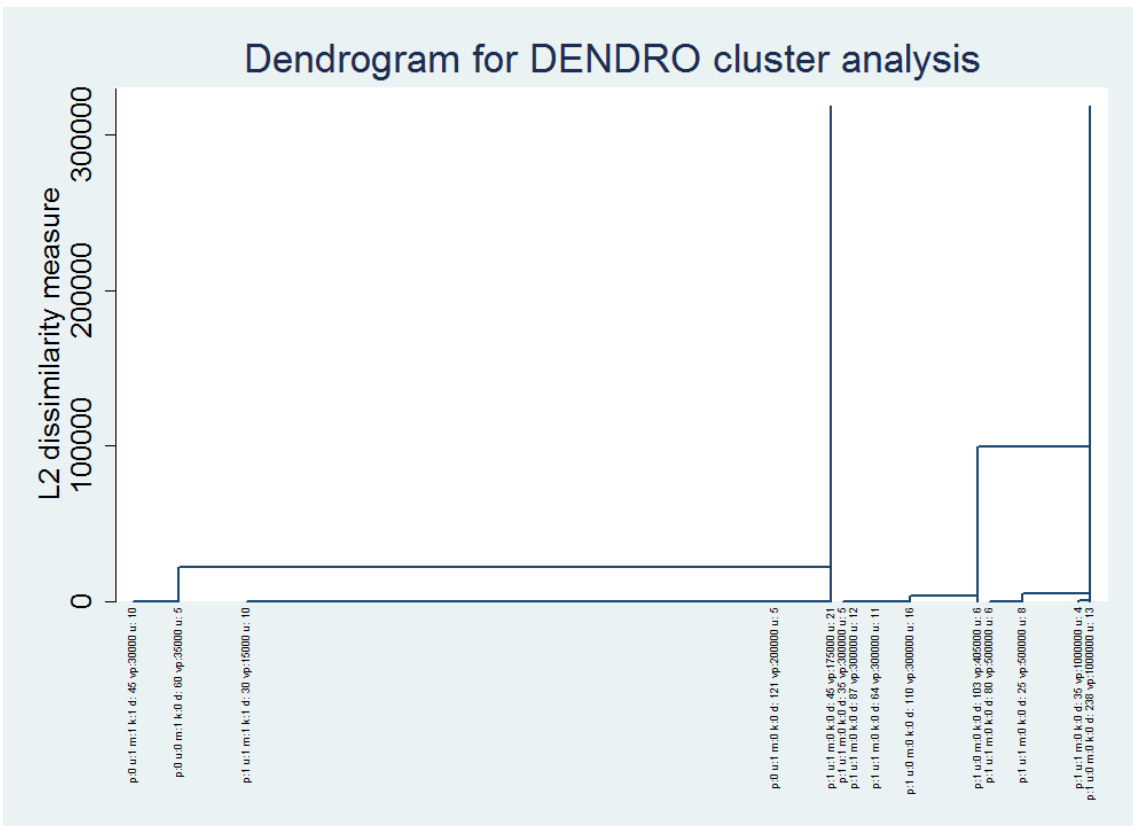 Dendrogram for DENDRO cluster analysis
L2 dissimilarity measure
300000
200000
100000
0
p:0 u:1 m:1 k:1 d: 45 vp:30000 u: 10
p:0 u:0 m:1 k:0 d: 60 vp:35000 u: 5
p:1 u:1 m:0 k:1 d: 30 vp:15000 u: 10
p:0 u:1 m:0 k:0 d: 121 vp:200000 u: 5
p:1 u:1 m:0 k:0 d: 45 vp:175000 u: 21
p:1 u:1 m:0 k:0 d: 35 vp:300000 u: 5
p:1 u:1 m:0 k:0 d: 87 vp:300000 u: 12
p:1 u:1 m:0 k:0 d: 64 vp:300000 u: 11
p:1 u:0 m:0 k:0 d: 110 vp:300000 u: 16
p:1 u:0 m:0 k:0 d: 103 vp:405000 u: 6
p:1 u:1 m:0 k:0 d: 80 vp:500000 u: 6
p:1 u:1 m:0 k:0 d: 25 vp:500000 u: 8
p:1 u:1 m:0 k:0 d: 35 vp:1000000 u: 4
p:1 u:0 m:0 k:0 d: 238 vp:1000000 u: 13